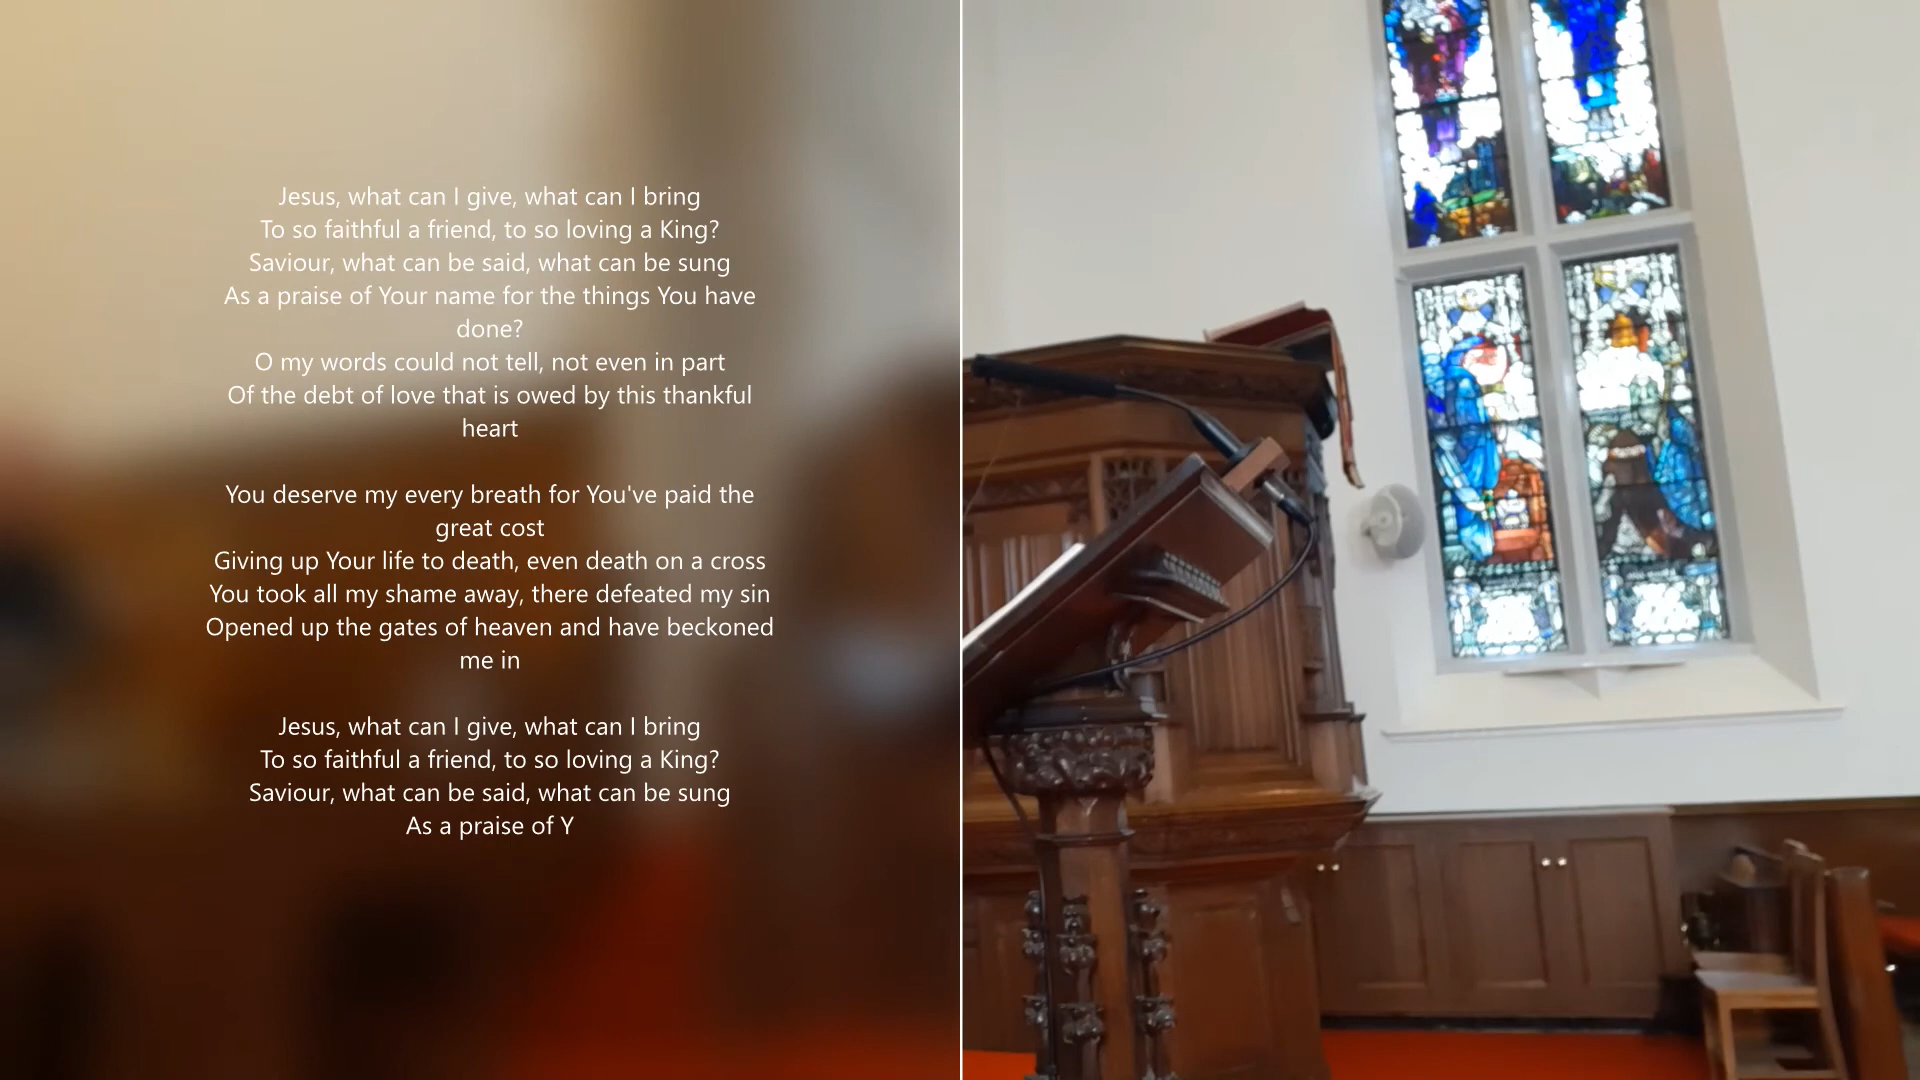 Jesus, what can I give, what can I bring
To so faithful a friend, to so loving a King?
Saviour, what can be said, what can be sung
As a praise of Your name for the things You have
done?
O my words could not tell, not even in part
Of the debt of love that is owed by this thankful
heart
You deserve my every breath for You've paid the
great cost
Giving up Your life to death, even death on a cross
You took all my shame away, there defeated my sin
Opened up the gates of heaven and have beckoned
me in
Jesus, what can I give, what can I bring
To so faithful a friend, to so loving a King?
Saviour, what can be said, what can be sung
As a praise of Y